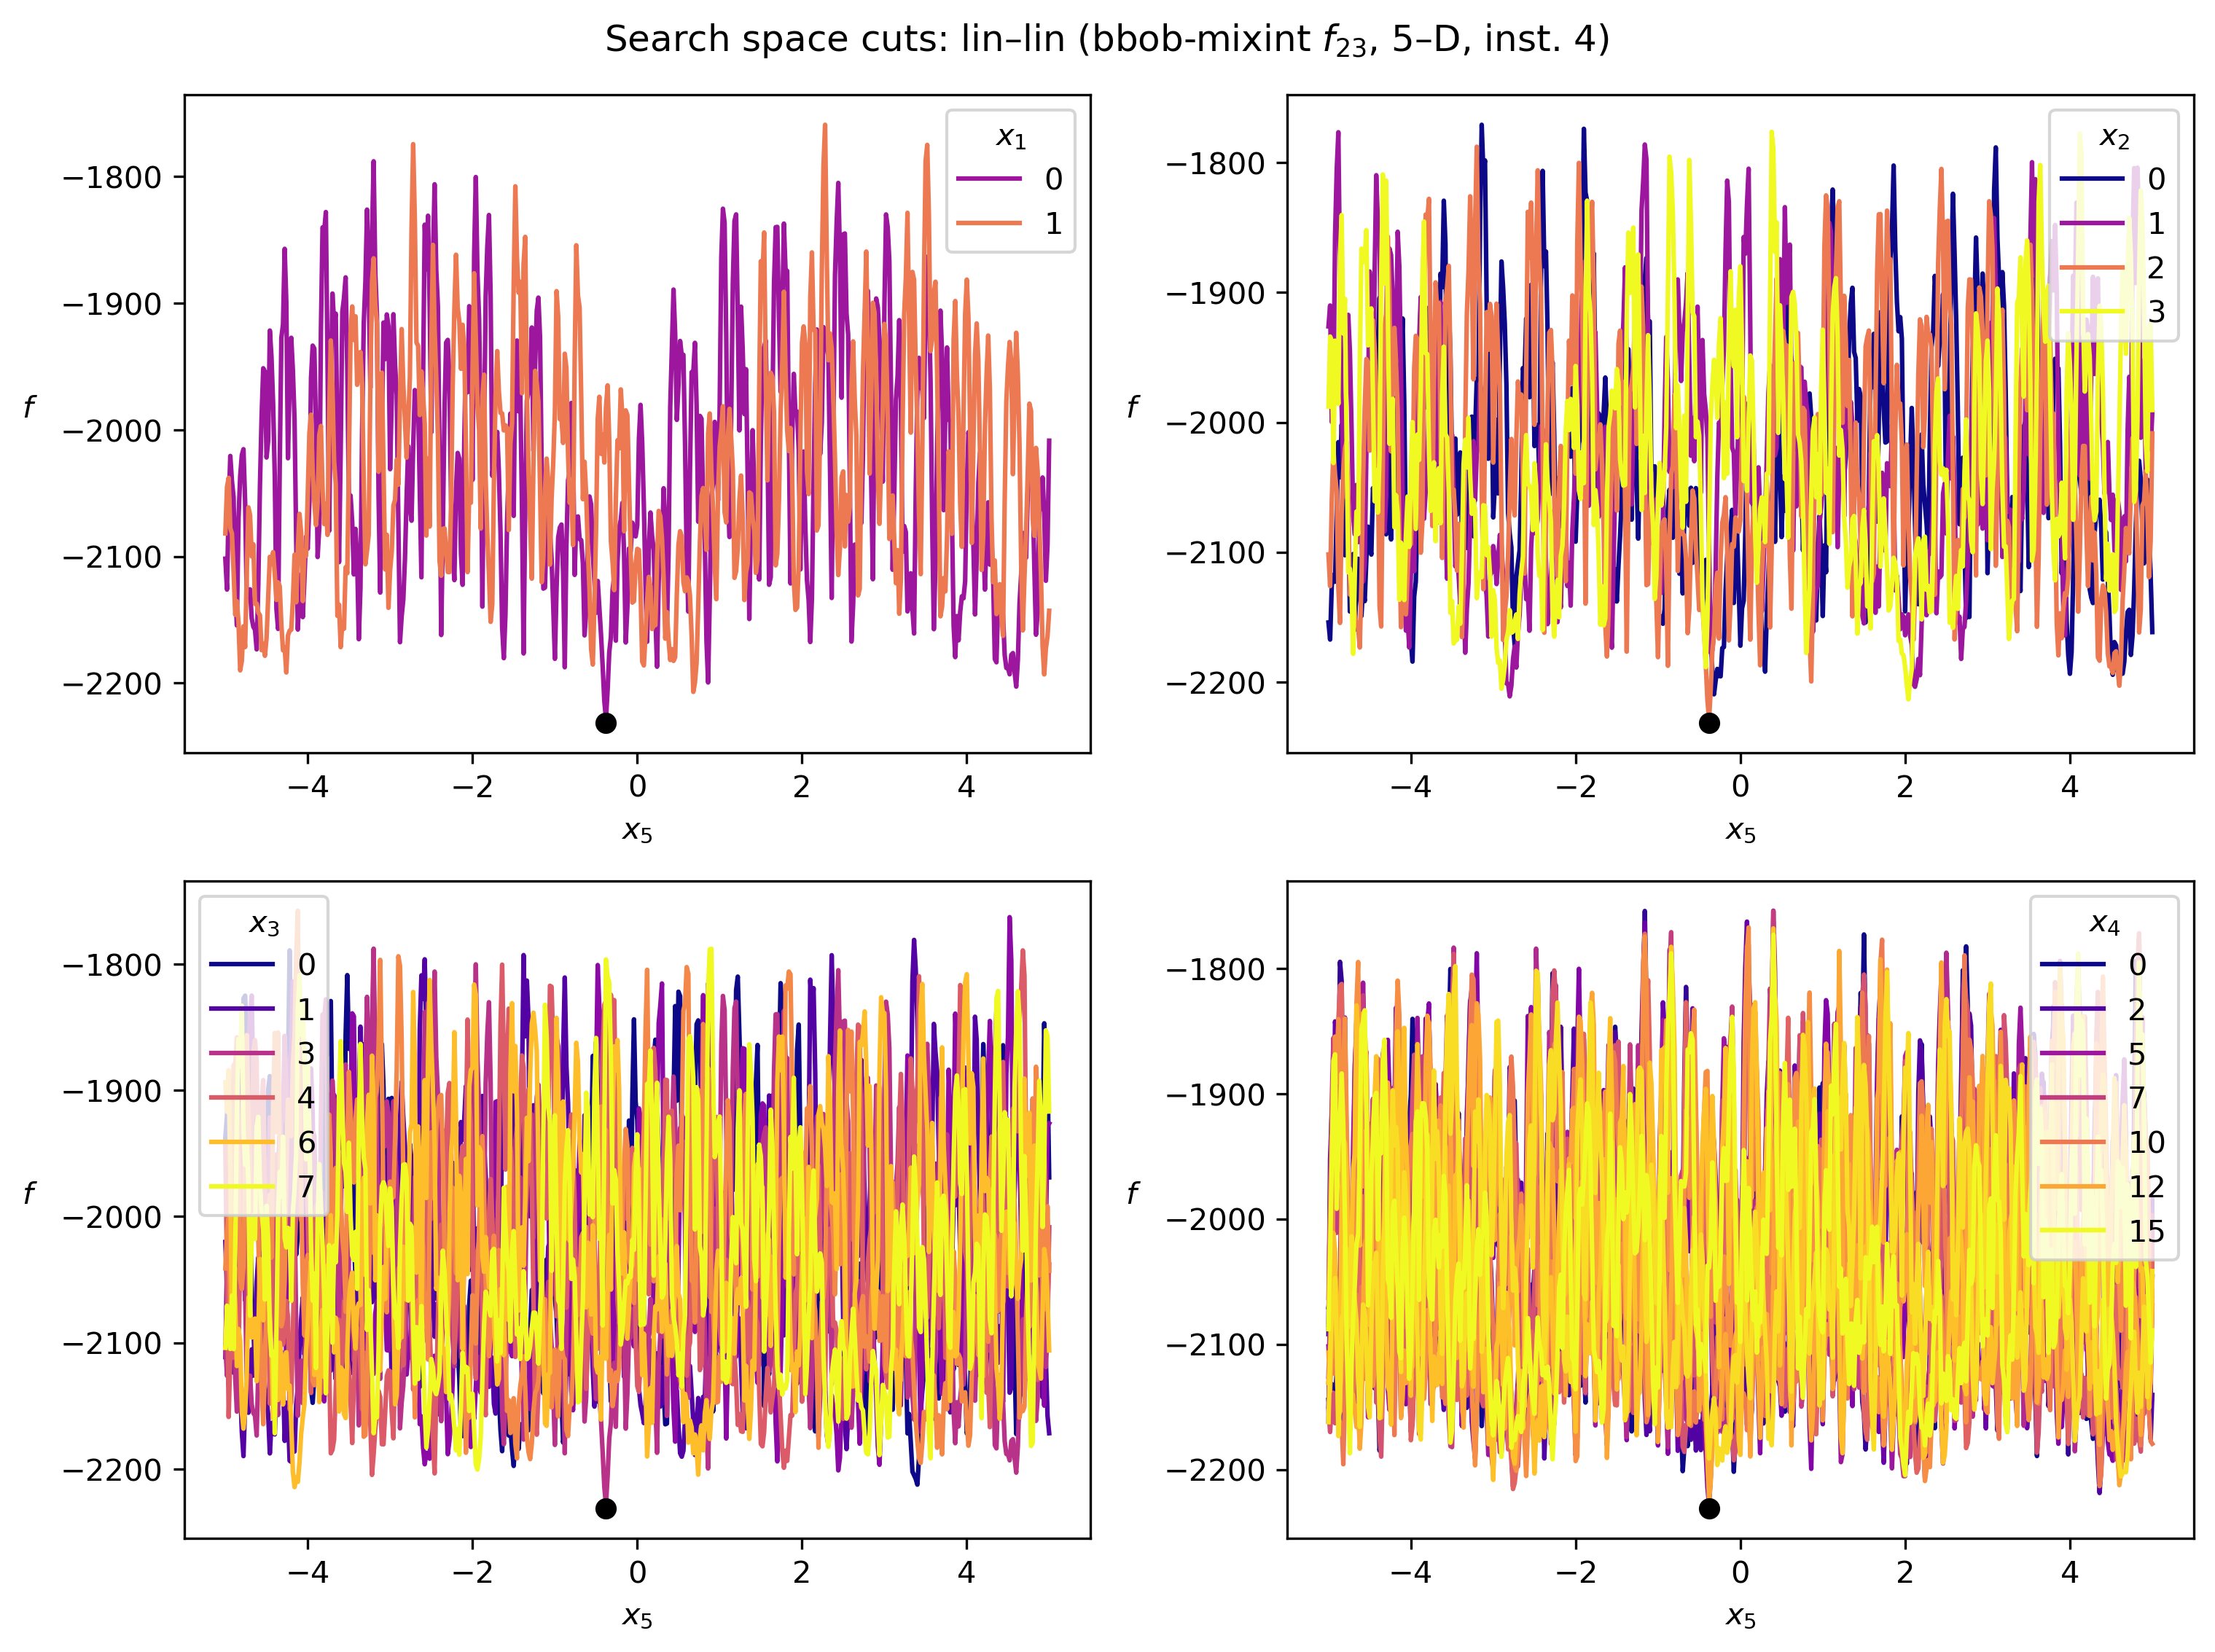 Search space cuts: lin–lin (bbob-mixint f₂₃, 5–D, inst. 4)
x₁
0
1
−1800
−1900
−2000
−2100
−2200
f
−4 −2 0 2 4
x₅
x₂
0
1
2
3
−1800
−1900
−2000
−2100
−2200
f
−4 −2 0 2 4
x₅
x₃
0
1
3
4
6
7
−1800
−1900
−2000
−2100
−2200
f
−4 −2 0 2 4
x₅
x₄
0
2
5
7
10
12
15
−1800
−1900
−2000
−2100
−2200
f
−4 −2 0 2 4
x₅